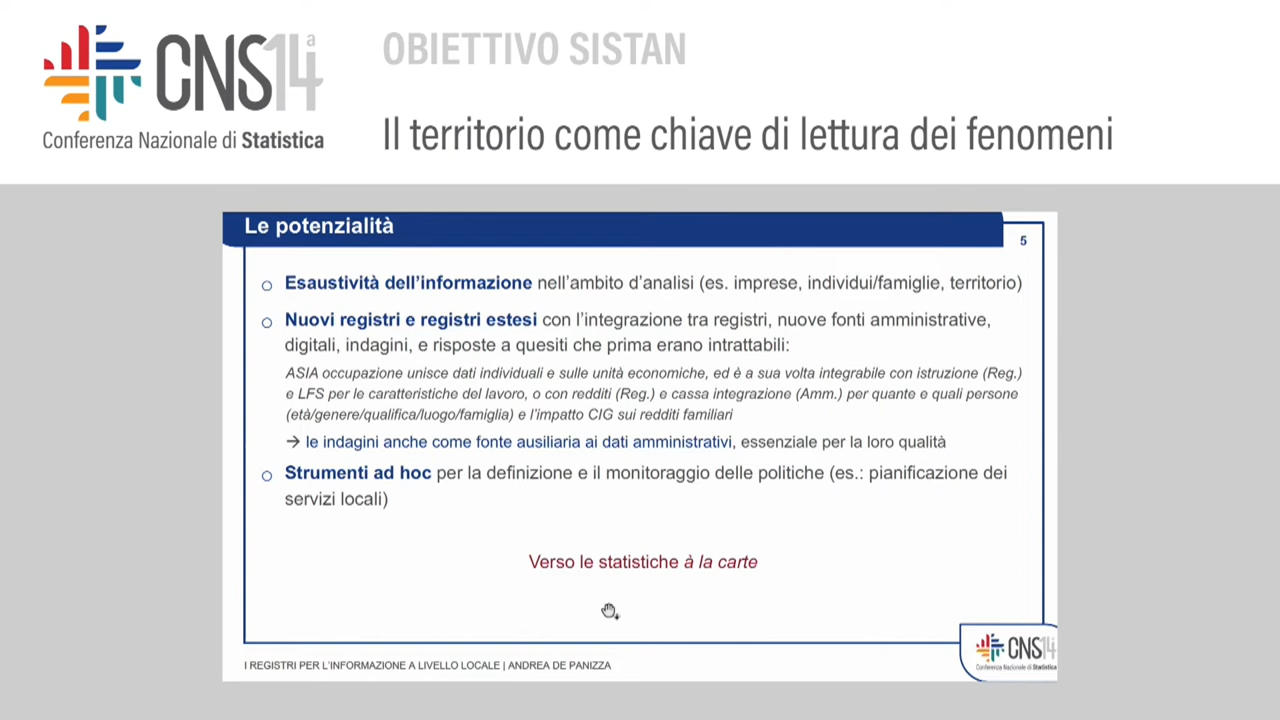 CNS14a
Conferenza Nazionale di Statistica
OBIETTIVO SISTAN
Il territorio come chiave di lettura dei fenomeni
Le potenzialità
5
o Esaustività dell'informazione nell'ambito d'analisi (es. imprese, individui/famiglie, territorio)
o Nuovi registri e registri estesi con l'integrazione tra registri, nuove fonti amministrative,
digitali, indagini, e risposte a quesiti che prima erano intrattabili:
ASIA occupazione unisce dati individuali e sulle unità economiche, ed è a sua volta integrabile con istruzione (Reg.)
e LFS per le caratteristiche del lavoro, o con redditi (Reg.) e cassa integrazione (Amm.) per quante e quali persone
(età/genere/qualifica/luogo/famiglia) e l'impatto CIG sui redditi familiari
→ le indagini anche come fonte ausiliaria ai dati amministrativi, essenziale per la loro qualità
o Strumenti ad hoc per la definizione e il monitoraggio delle politiche (es.: pianificazione dei
servizi locali)
Verso le statistiche à la carte
I REGISTRI PER L'INFORMAZIONE A LIVELLO LOCALE | ANDREA DE PANIZZA
CNS14
Conferenza Nazionale di Statistica